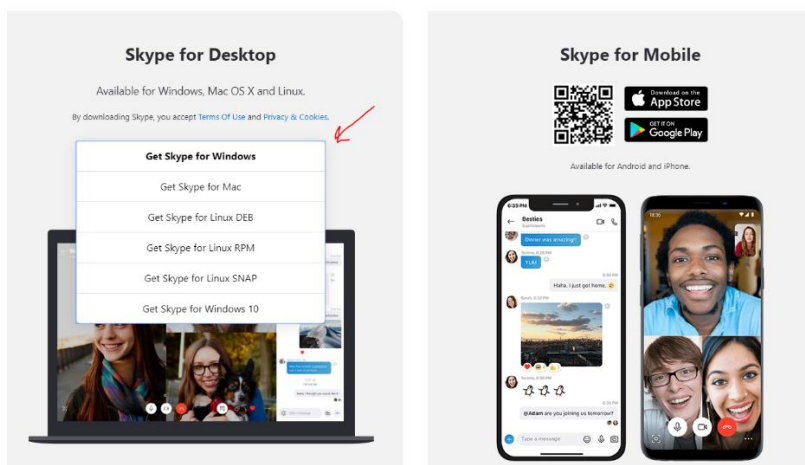 Skype for Desktop
Available for Windows, Mac OS X and Linux.
By downloading Skype, you accept Terms Of Use and Privacy & Cookies.
Get Skype for Windows
Get Skype for Mac
Get Skype for Linux DEB
Get Skype for Linux RPM
Get Skype for Linux SNAP
Get Skype for Windows 10
Skype for Mobile
Download on the
App Store
GET IT ON
Google Play
Available for Android and iPhone.
Besties
Dinner was amazing!
YUM
Haha. I just got home.
@Adam are you joining us tomorrow?
Type a message